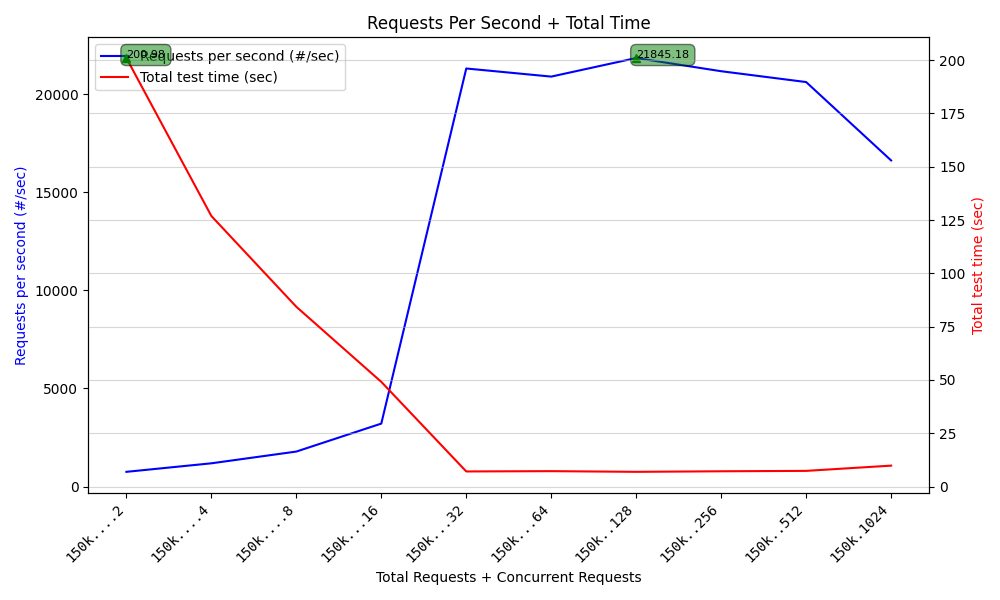 Requests Per Second + Total Time
Requests per second (#/sec)
Total test time (sec)
21845.18
20000
15000
10000
5000
0
Requests per second (#/sec)
200
175
150
125
100
75
50
25
0
Total test time (sec)
150k....2
150k....4
150k....8
150k...16
150k...32
150k...64
150k..128
150k..256
150k..512
150k.1024
Total Requests + Concurrent Requests